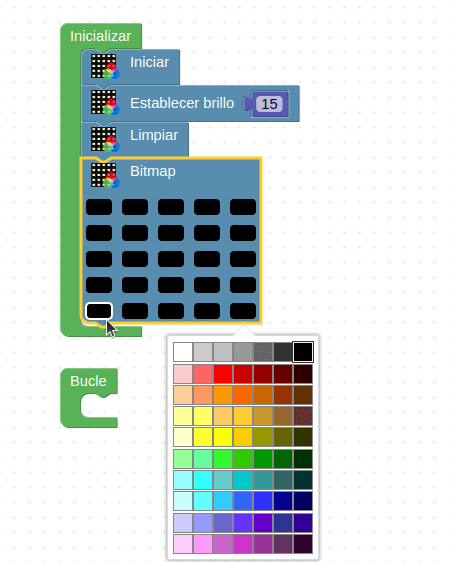 Inicializar
Iniciar
Establecer brillo 15
Limpiar
Bitmap
Bucle